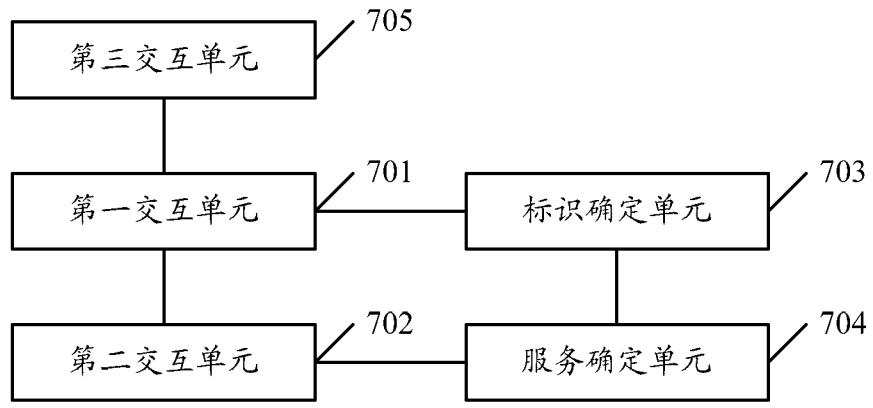 705
第三交互单元
701
703
第一交互单元
标识确定单元
702
704
第二交互单元
服务确定单元